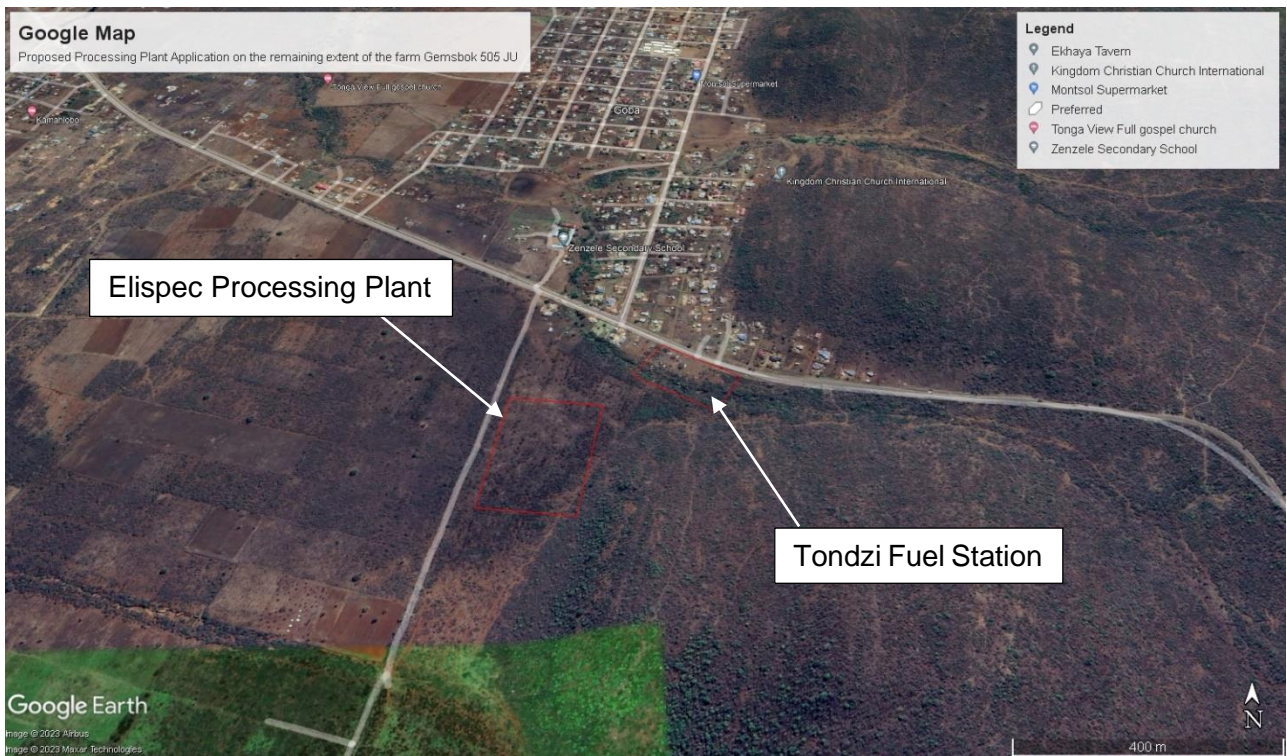 Google Map
Proposed Processing Plant Application on the remaining extent of the farm Gemsbok 505 JU
Legend
Ekhaya Tavern
Kingdom Christian Church International
Montsol Supermarket
Preferred
Tonga View Full gospel church
Zenzele Secondary School
Tonga View Full gospel church
Montsol Supermarket
Kamahlobo
Goba
Kingdom Christian Church International
Zenzele Secondary School
Elispec Processing Plant
Tondzi Fuel Station
Google Earth
Image © 2023 Airbus
Image © 2023 Maxar Technologies
N
400 m